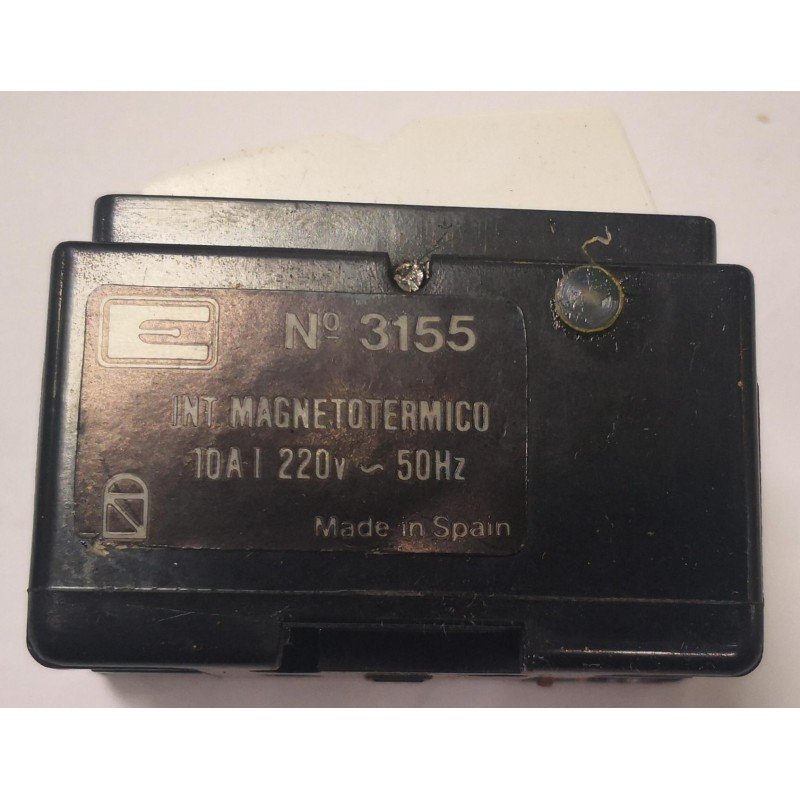 E Nº 3155
INT MAGNETOTERMICO
10A I 220v ~ 50Hz
Made in Spain